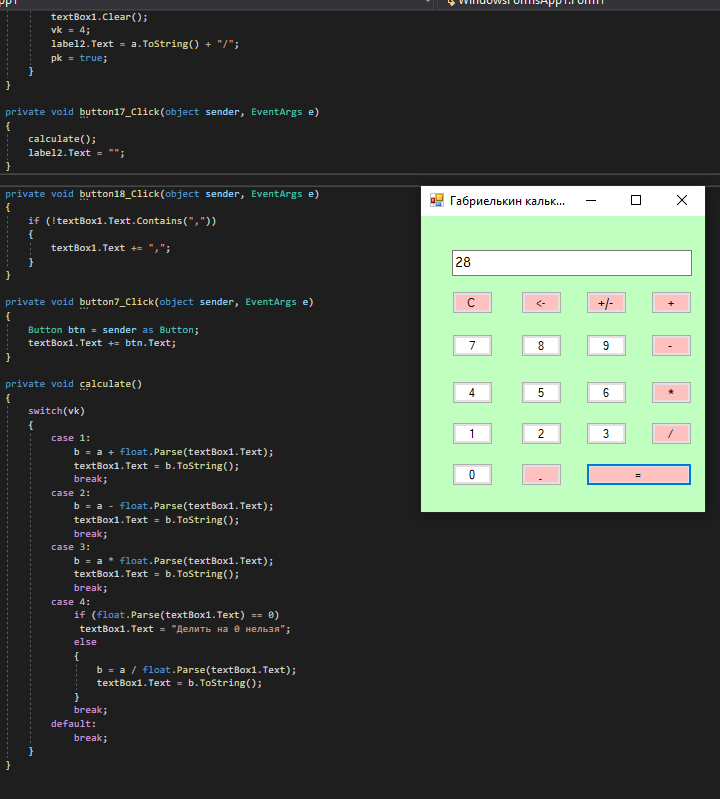 WindowsFormsApp1.Form1
textBox1.Clear();
vk = 4;
label2.Text = a.ToString() + "/";
pk = true;
}
}
private void button17_Click(object sender, EventArgs e)
{
calculate();
label2.Text = "";
}
private void button18_Click(object sender, EventArgs e)
{
if (!textBox1.Text.Contains(","))
{
textBox1.Text += ",";
}
}
private void button7_Click(object sender, EventArgs e)
{
Button btn = sender as Button;
textBox1.Text += btn.Text;
}
private void calculate()
{
switch(vk)
{
case 1:
b = a + float.Parse(textBox1.Text);
textBox1.Text = b.ToString();
break;
case 2:
b = a - float.Parse(textBox1.Text);
textBox1.Text = b.ToString();
break;
case 3:
b = a * float.Parse(textBox1.Text);
textBox1.Text = b.ToString();
break;
case 4:
if (float.Parse(textBox1.Text) == 0)
textBox1.Text = "Делить на 0 нельзя";
else
{
b = a / float.Parse(textBox1.Text);
textBox1.Text = b.ToString();
}
break;
default:
break;
}
}
Габриелькин кальк...
28
C <- +/- +
7 8 9 -
4 5 6 *
1 2 3 /
0 . =